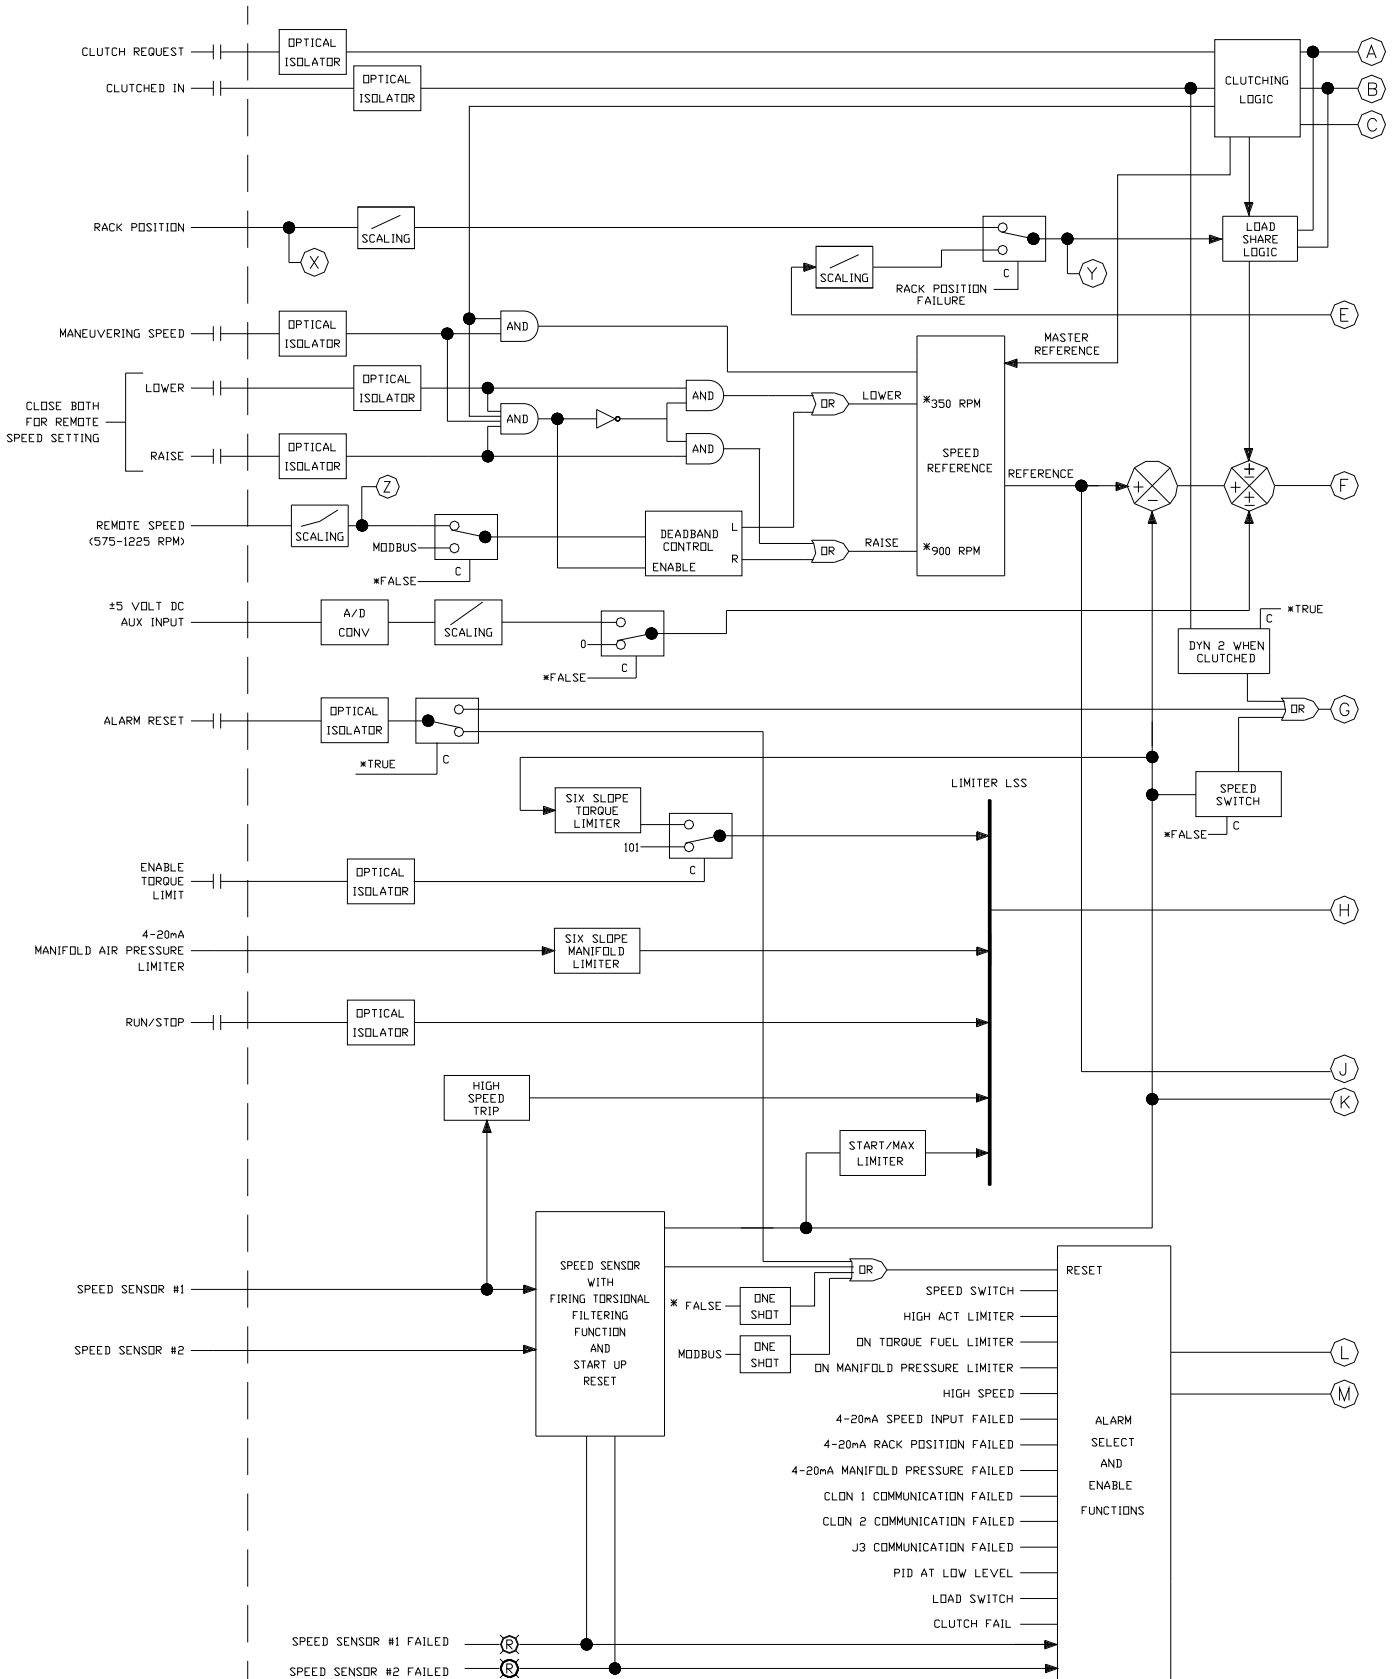 CLUTCH REQUEST
OPTICAL
ISOLATOR
A
CLUTCHED IN
OPTICAL
ISOLATOR
CLUTCHING
LOGIC
B
C
RACK POSITION
X
SCALING
SCALING
C
RACK POSITION
FAILURE
Y
LOAD
SHARE
LOGIC
E
MANEUVERING SPEED
OPTICAL
ISOLATOR
AND
MASTER
REFERENCE
CLOSE BOTH
FOR REMOTE
SPEED SETTING
LOWER
OPTICAL
ISOLATOR
AND
AND
OR
LOWER
*350 RPM
RAISE
OPTICAL
ISOLATOR
AND
SPEED
REFERENCE
REFERENCE
+
-
±
+
±
F
Z
REMOTE SPEED
(575-1225 RPM)
SCALING
MODBUS
C
*FALSE
DEADBAND
CONTROL
ENABLE
L
R
OR
RAISE
*900 RPM
±5 VOLT DC
AUX INPUT
A/D
CONV
SCALING
0
C
*FALSE
*TRUE
C
DYN 2 WHEN
CLUTCHED
ALARM RESET
OPTICAL
ISOLATOR
C
*TRUE
OR
G
SPEED
SWITCH
C
*FALSE
LIMITER LSS
SIX SLOPE
TORQUE
LIMITER
101
C
ENABLE
TORQUE
LIMIT
OPTICAL
ISOLATOR
H
4-20mA
MANIFOLD AIR PRESSURE
LIMITER
SIX SLOPE
MANIFOLD
LIMITER
RUN/STOP
OPTICAL
ISOLATOR
J
K
HIGH
SPEED
TRIP
START/MAX
LIMITER
SPEED SENSOR #1
SPEED SENSOR #2
SPEED SENSOR
WITH
FIRING TORSIONAL
FILTERING
FUNCTION
AND
START UP
RESET
* FALSE
ONE
SHOT
MODBUS
ONE
SHOT
OR
RESET
SPEED SWITCH
HIGH ACT LIMITER
ON TORQUE FUEL LIMITER
ON MANIFOLD PRESSURE LIMITER
HIGH SPEED
4-20mA SPEED INPUT FAILED
4-20mA RACK POSITION FAILED
4-20mA MANIFOLD PRESSURE FAILED
CLON 1 COMMUNICATION FAILED
CLON 2 COMMUNICATION FAILED
J3 COMMUNICATION FAILED
PID AT LOW LEVEL
LOAD SWITCH
CLUTCH FAIL
ALARM
SELECT
AND
ENABLE
FUNCTIONS
L
M
SPEED SENSOR #1 FAILED
R
SPEED SENSOR #2 FAILED
R